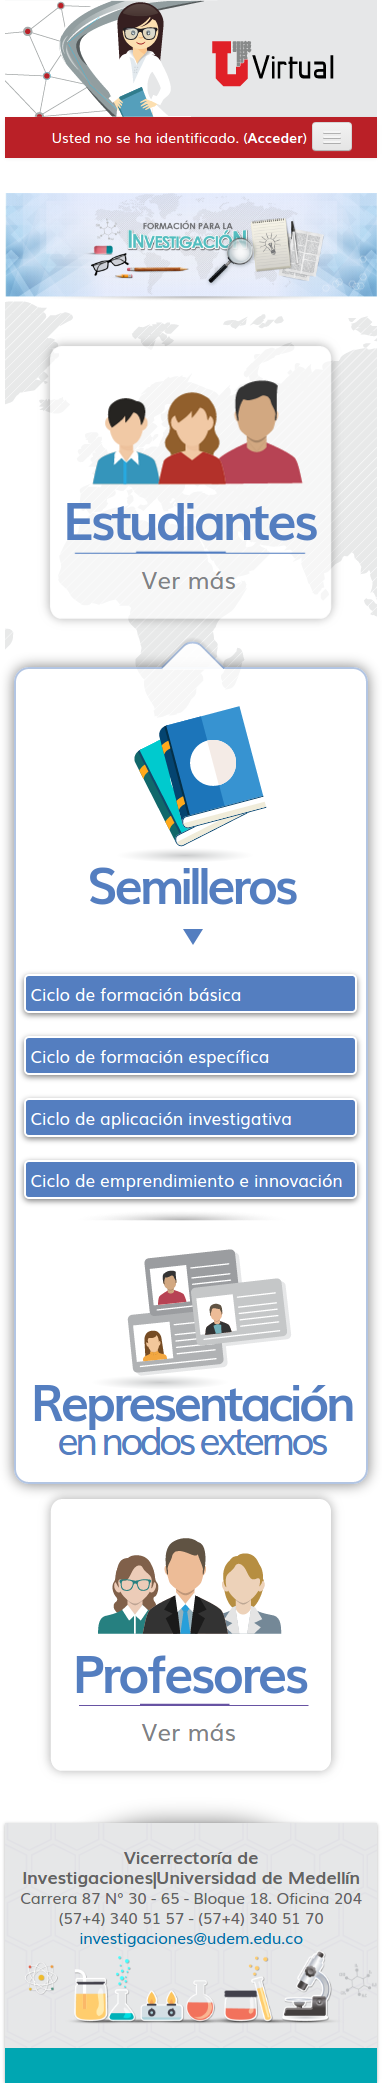 Virtual
Usted no se ha identificado. (Acceder)
FORMACIÓN PARA LA
INVESTIGACIÓN
Estudiantes
Ver más
Semilleros
Ciclo de formación básica
Ciclo de formación específica
Ciclo de aplicación investigativa
Ciclo de emprendimiento e innovación
Representación
en nodos externos
Profesores
Ver más
Vicerrectoría de
Investigaciones|Universidad de Medellín
Carrera 87 N° 30 - 65 - Bloque 18. Oficina 204
(57+4) 340 51 57 - (57+4) 340 51 70
investigaciones@udem.edu.co